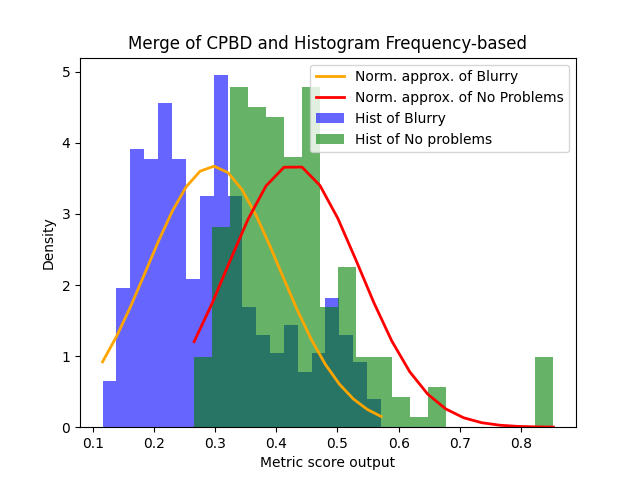 Merge of CPBD and Histogram Frequency-based
Norm. approx. of Blurry
Norm. approx. of No Problems
Hist of Blurry
Hist of No problems
Density
5
4
3
2
1
0
0.1 0.2 0.3 0.4 0.5 0.6 0.7 0.8
Metric score output